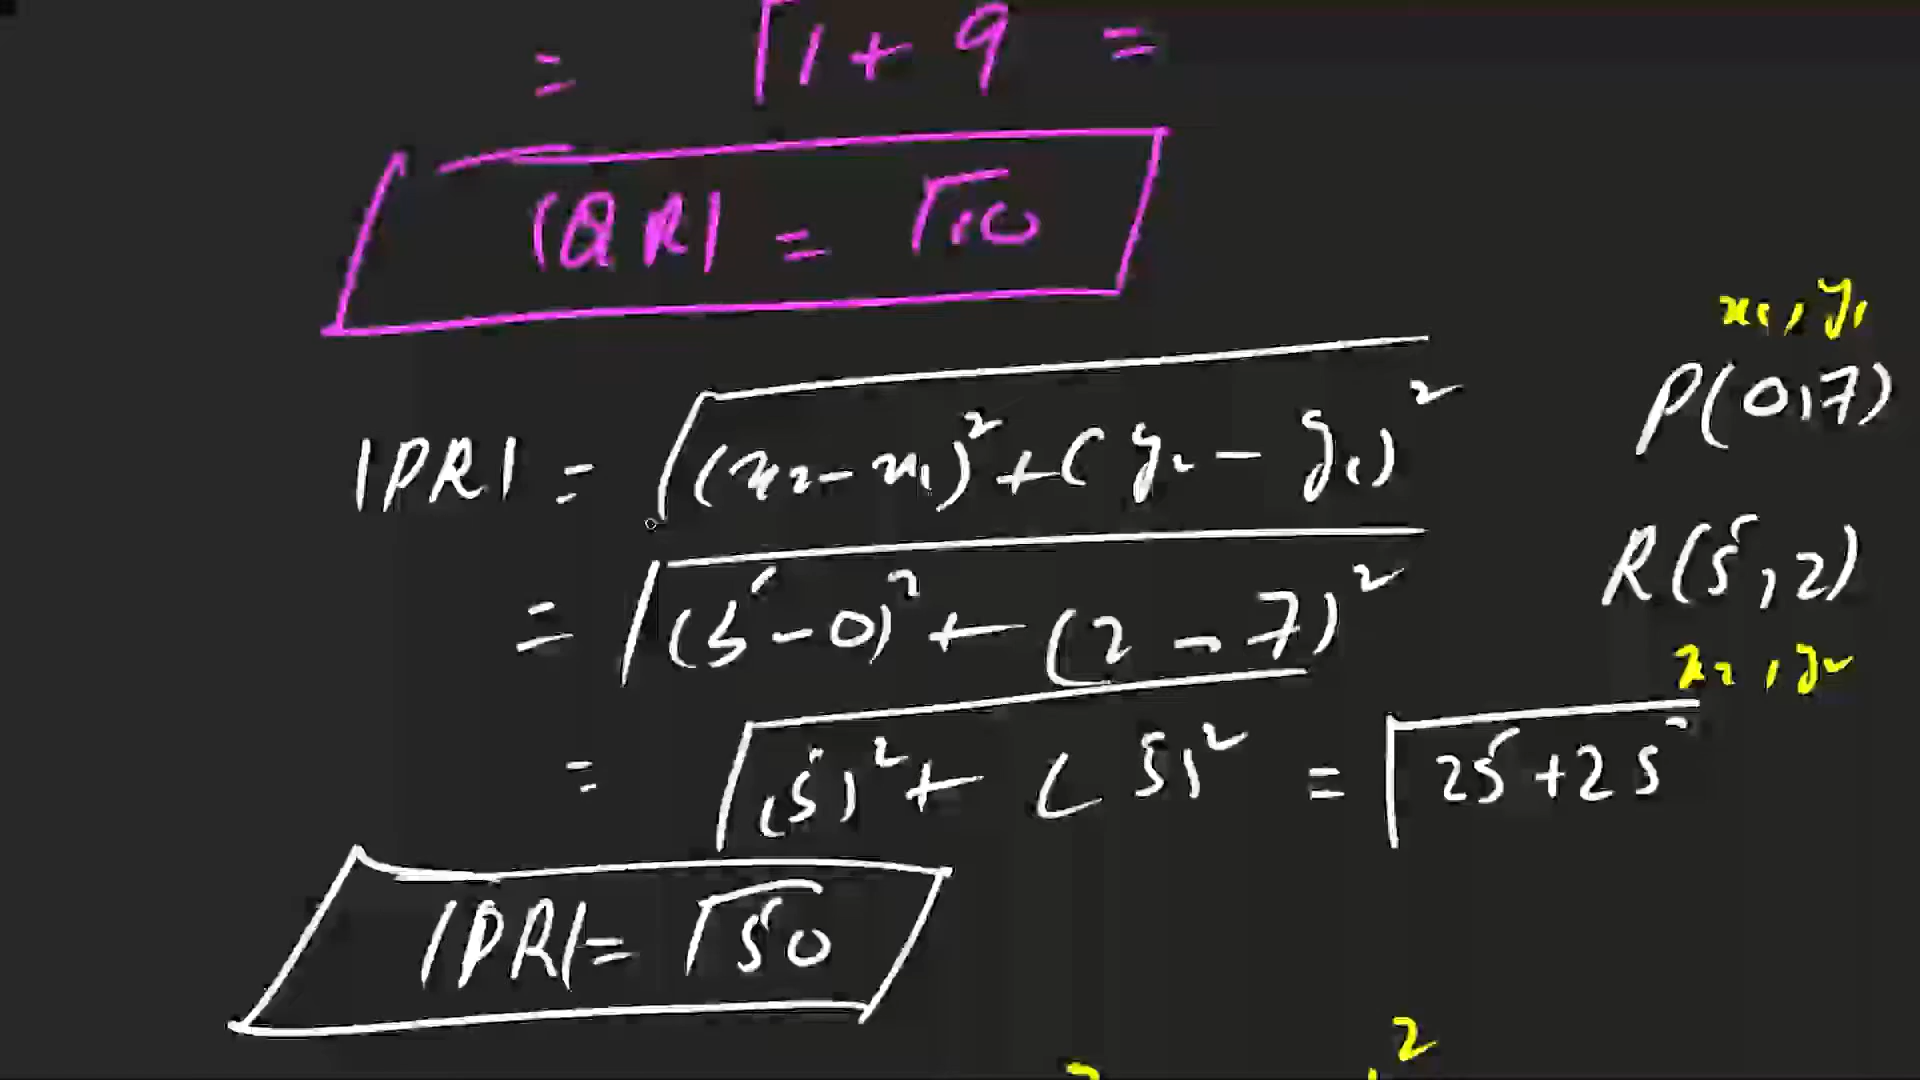 = √1 + 9 =
|QR| = √10
x₁, y₁
P(0,7)
|PR| = √(x₂ - x₁)² + (y₂ - y₁)²
R(5,2)
= √(5 - 0)² + (2 - 7)²
x₂, y₂
= √(5)² + (5)² = √25 + 25
|PR| = √50
2